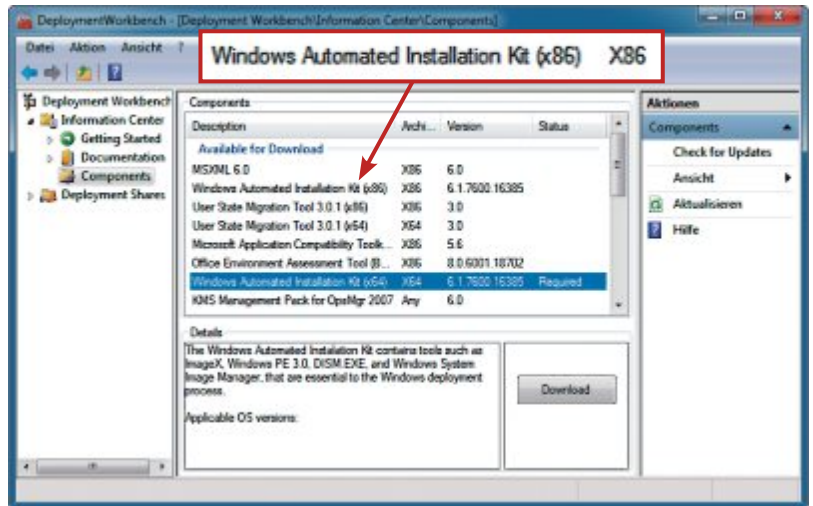 DeploymentWorkbench - [Deployment Workbench\Information Center\Components]
Datei Aktion Ansicht ?
Windows Automated Installation Kit (x86) X86
Deployment Workbench
Information Center
Getting Started
Documentation
Components
Deployment Shares
Components
Description Archi... Version Status
Available for Download
MSXML 6.0 X86 6.0
Windows Automated Installation Kit (x86) X86 6.1.7600.16385
User State Migration Tool 3.0.1 (x86) X86 3.0
User State Migration Tool 3.0.1 (x64) X64 3.0
Microsoft Application Compatibility Toolk... X86 5.6
Office Environment Assessment Tool (B... X86 8.0.6001.18702
Windows Automated Installation Kit (x64) X64 6.1.7600.16385 Required
KMS Management Pack for OpsMgr 2007 Any 6.0
Details
The Windows Automated Installation Kit contains tools such as
ImageX, Windows PE 3.0, DISM.EXE, and Windows System
Image Manager, that are essential to the Windows deployment
process.
Applicable OS versions:
Download
Aktionen
Components
Check for Updates
Ansicht
Aktualisieren
Hilfe